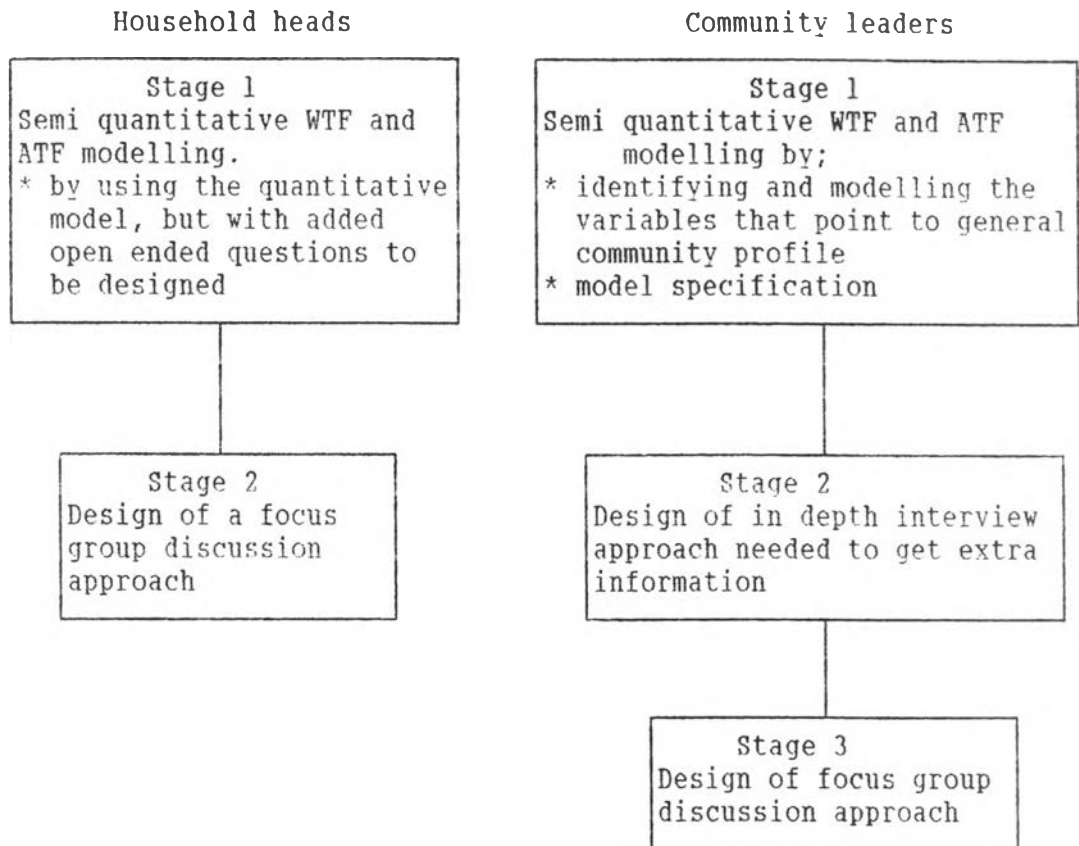 Household heads
Stage 1
Semi quantitative WTF and
ATF modelling.
* by using the quantitative
model, but with added
open ended questions to
be designed
Stage 2
Design of a focus
group discussion
approach
Community leaders
Stage 1
Semi quantitative WTF and ATF
modelling by;
* identifying and modelling the
variables that point to general
community profile
* model specification
Stage 2
Design of in depth interview
approach needed to get extra
information
Stage 3
Design of focus group
discussion approach